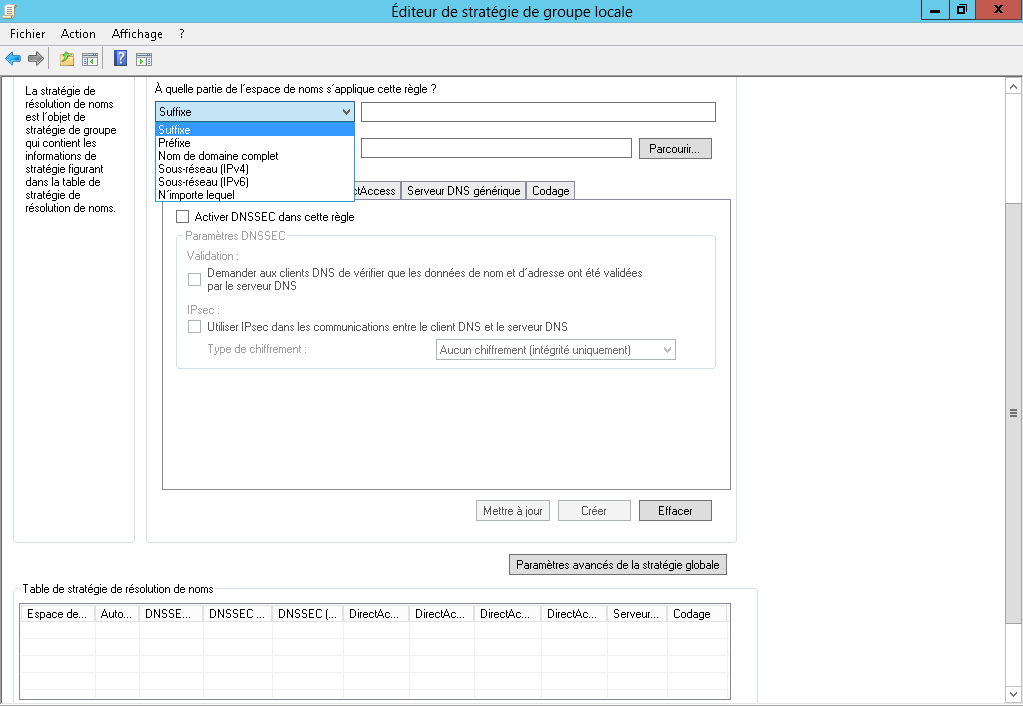 Éditeur de stratégie de groupe locale
Fichier Action Affichage ?
La stratégie de
résolution de noms
est l'objet de
stratégie de groupe
qui contient les
informations de
stratégie figurant
dans la table de
stratégie de
résolution de noms.
À quelle partie de l'espace de noms s'applique cette règle ?
Suffixe
Suffixe
Préfixe
Nom de domaine complet
Sous-réseau (IPv4)
Sous-réseau (IPv6)
N'importe lequel
Parcourir...
ctAccess Serveur DNS générique Codage
Activer DNSSEC dans cette règle
Paramètres DNSSEC
Validation :
Demander aux clients DNS de vérifier que les données de nom et d'adresse ont été validées
par le serveur DNS
IPsec :
Utiliser IPsec dans les communications entre le client DNS et le serveur DNS
Type de chiffrement : Aucun chiffrement (intégrité uniquement)
Mettre à jour Créer Effacer
Paramètres avancés de la stratégie globale
Table de stratégie de résolution de noms
Espace de... Auto... DNSSE... DNSSEC ... DNSSEC (... DirectAc... DirectAc... DirectAc... DirectAc... Serveur... Codage